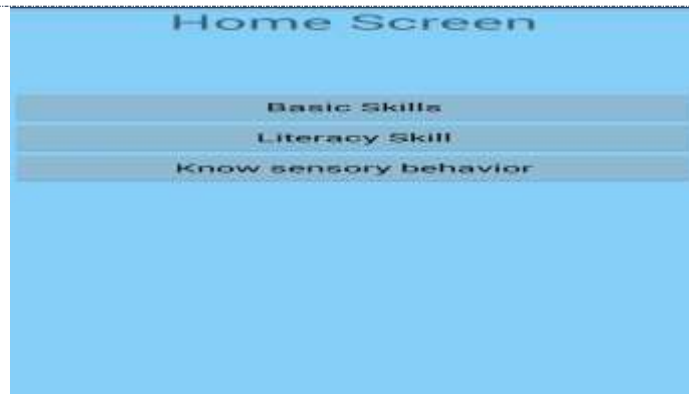 Home Screen
Basic Skills
Literacy Skill
Know sensory behavior